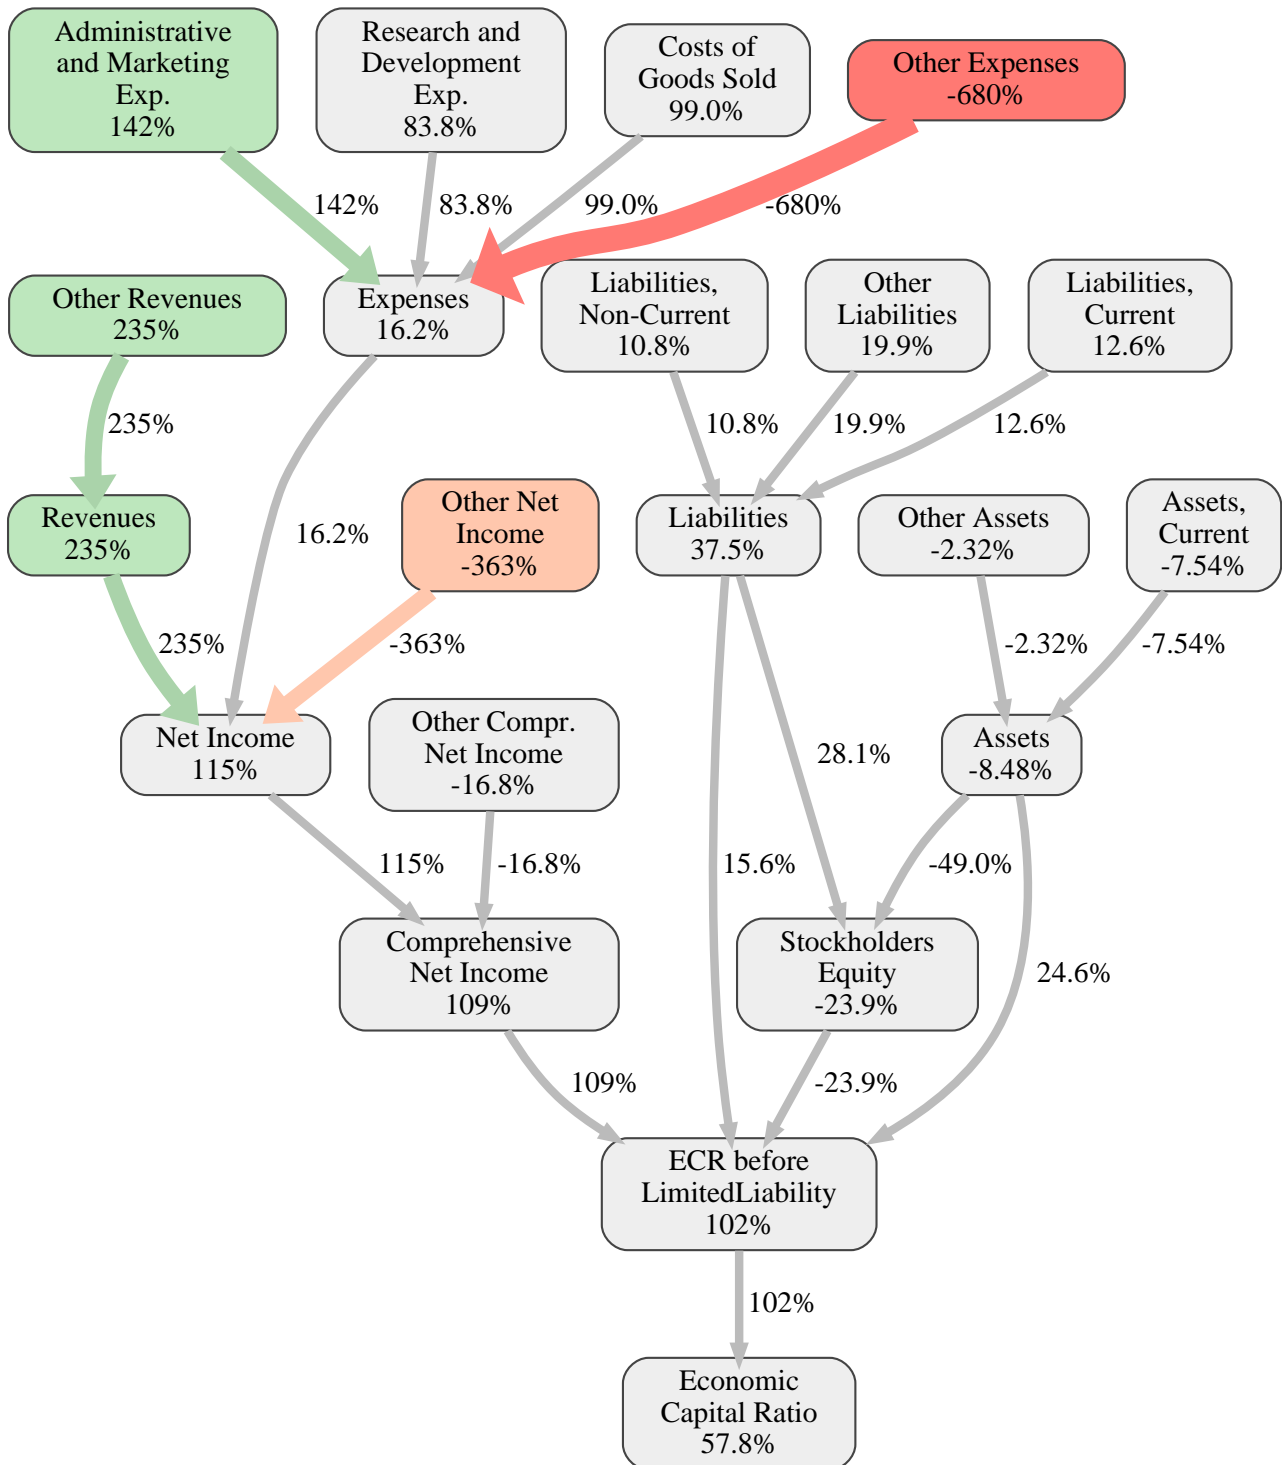 Administrative
and Marketing
Exp.
142%
Research and
Development
Exp.
83.8%
Costs of
Goods Sold
99.0%
Other Expenses
-680%
142%
83.8%
99.0%
-680%
Other Revenues
235%
Expenses
16.2%
Liabilities,
Non-Current
10.8%
Other
Liabilities
19.9%
Liabilities,
Current
12.6%
235%
10.8%
19.9%
12.6%
Revenues
235%
16.2%
Other Net
Income
-363%
Liabilities
37.5%
Other Assets
-2.32%
Assets,
Current
-7.54%
235%
-363%
-2.32%
-7.54%
Net Income
115%
Other Compr.
Net Income
-16.8%
28.1%
Assets
-8.48%
115%
-16.8%
15.6%
-49.0%
Comprehensive
Net Income
109%
Stockholders
Equity
-23.9%
24.6%
109%
-23.9%
ECR before
LimitedLiability
102%
102%
Economic
Capital Ratio
57.8%